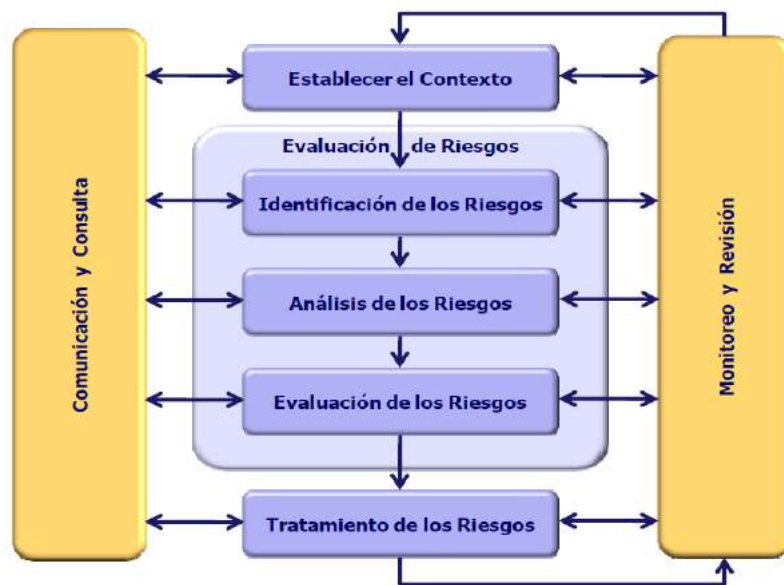 Establecer el Contexto
Evaluación de Riesgos
Identificación de los Riesgos
Análisis de los Riesgos
Evaluación de los Riesgos
Tratamiento de los Riesgos
Comunicación y Consulta
Monitoreo y Revisión